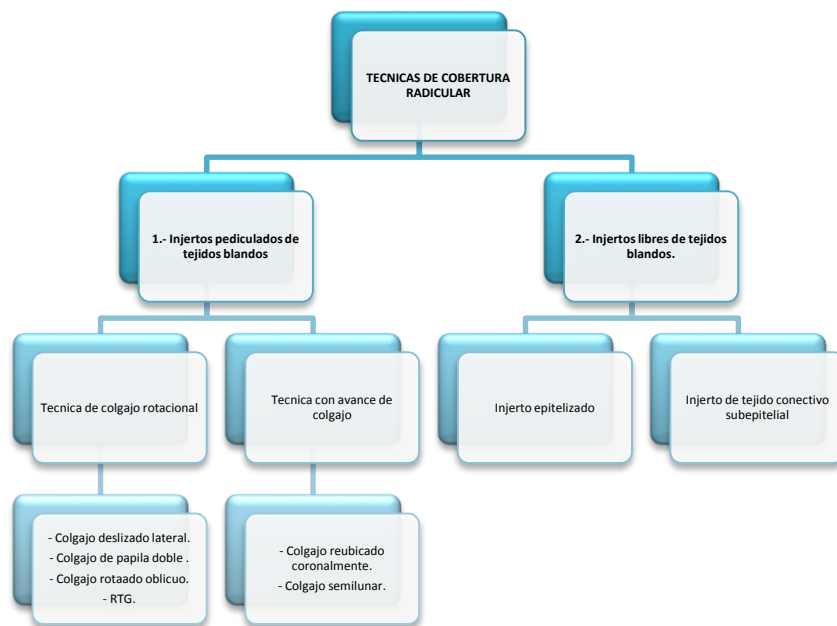 TECNICAS DE COBERTURA
RADICULAR
1.- Injertos pediculados de
tejidos blandos
2.- Injertos libres de tejidos
blandos.
Tecnica de colgajo rotacional
Tecnica con avance de
colgajo
Injerto epitelizado
Injerto de tejido conectivo
subepitelial
- Colgajo deslizado lateral.
- Colgajo de papila doble .
- Colgajo rotaado oblicuo.
- RTG.
- Colgajo reubicado
coronalmente.
- Colgajo semilunar.